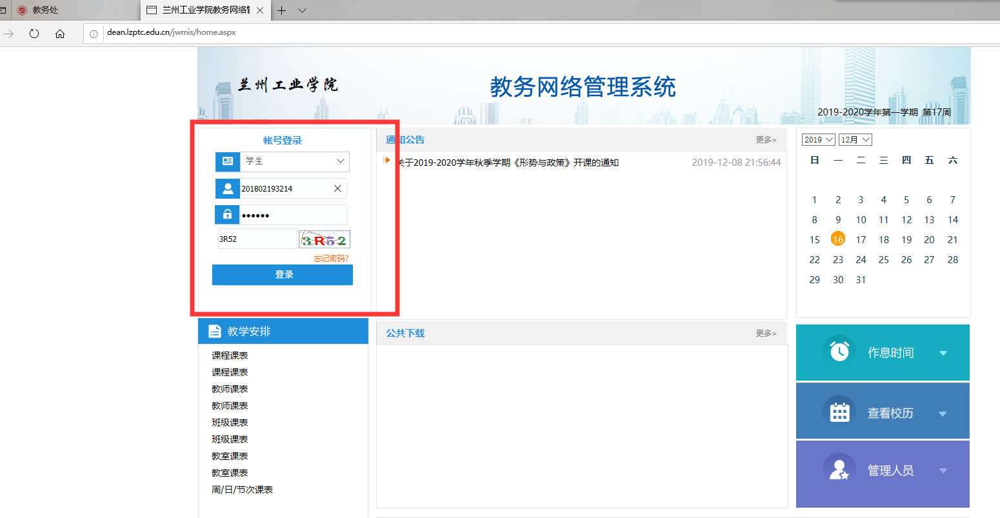 教务处
兰州工业学院教务网络管
dean.lzptc.edu.cn/jwmis/home.aspx
兰州工业学院
教务网络管理系统
2019-2020学年第一学期 第17周
帐号登录
学生
201802193214
••••••
3R52
3R52
忘记密码?
登录
通知公告
更多>
关于2019-2020学年秋季学期《形势与政策》开课的通知
2019-12-08 21:56:44
2019
12月
日 一 二 三 四 五 六
1 2 3 4 5 6 7
8 9 10 11 12 13 14
15 16 17 18 19 20 21
22 23 24 25 26 27 28
29 30 31
教学安排
课程课表
课程课表
教师课表
教师课表
班级课表
班级课表
教室课表
教室课表
周/日/节次课表
公共下载
更多>
作息时间
查看校历
管理人员